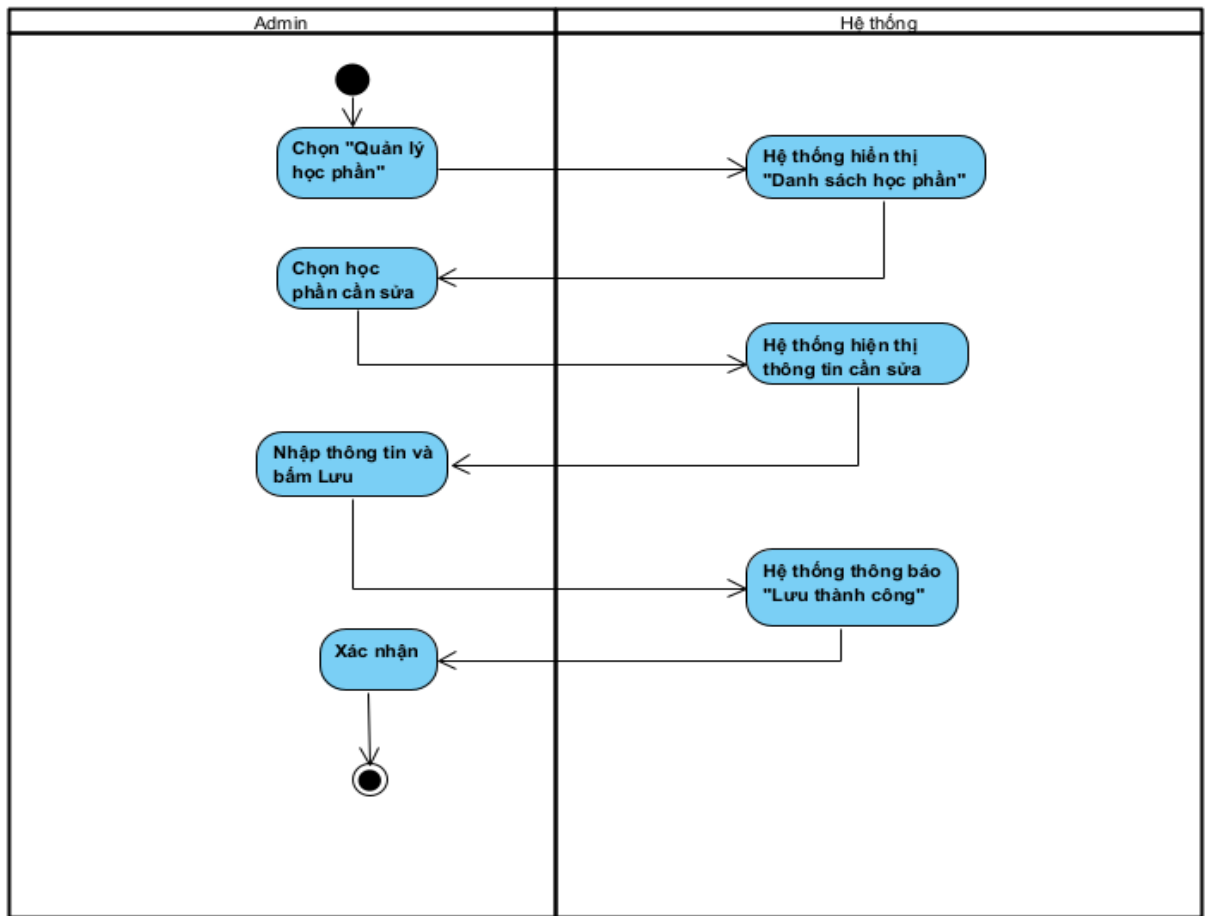 Admin
Hệ thống
Chọn "Quản lý
học phần"
Hệ thống hiển thị
"Danh sách học phần"
Chọn học
phần cần sửa
Hệ thống hiện thị
thông tin cần sửa
Nhập thông tin và
bấm Lưu
Hệ thống thông báo
"Lưu thành công"
Xác nhận